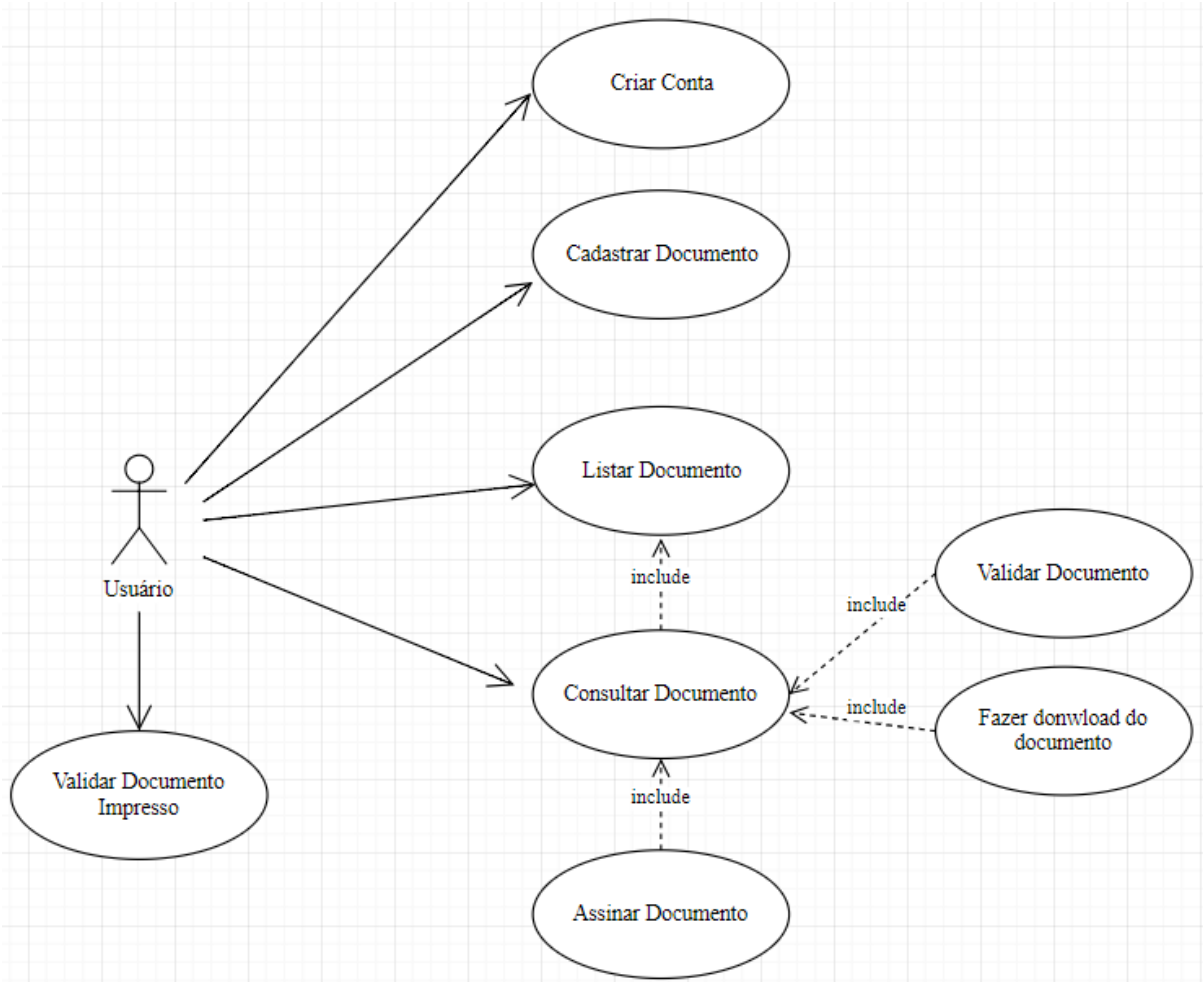 Criar Conta
Cadastrar Documento
Listar Documento
include
Validar Documento
include
Usuário
Consultar Documento
include
Fazer donwload do
documento
Validar Documento
Impresso
include
Assinar Documento